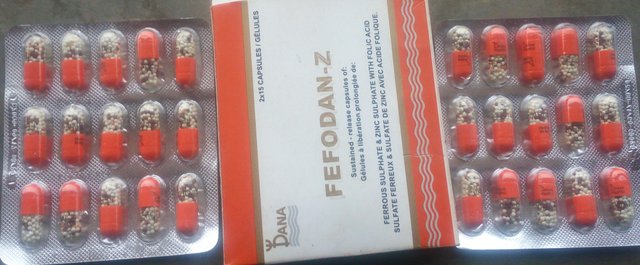 2x15 CAPSULES / GÉLULES
FEFODAN-Z
Sustained - release capsules of:
Gélules à libération prolongée de:
FERROUS SULPHATE & ZINC SULPHATE WITH FOLIC ACID
SULFATE FERREUX & SULFATE DE ZINC AVEC ACIDE FOLIQUE.
DANA